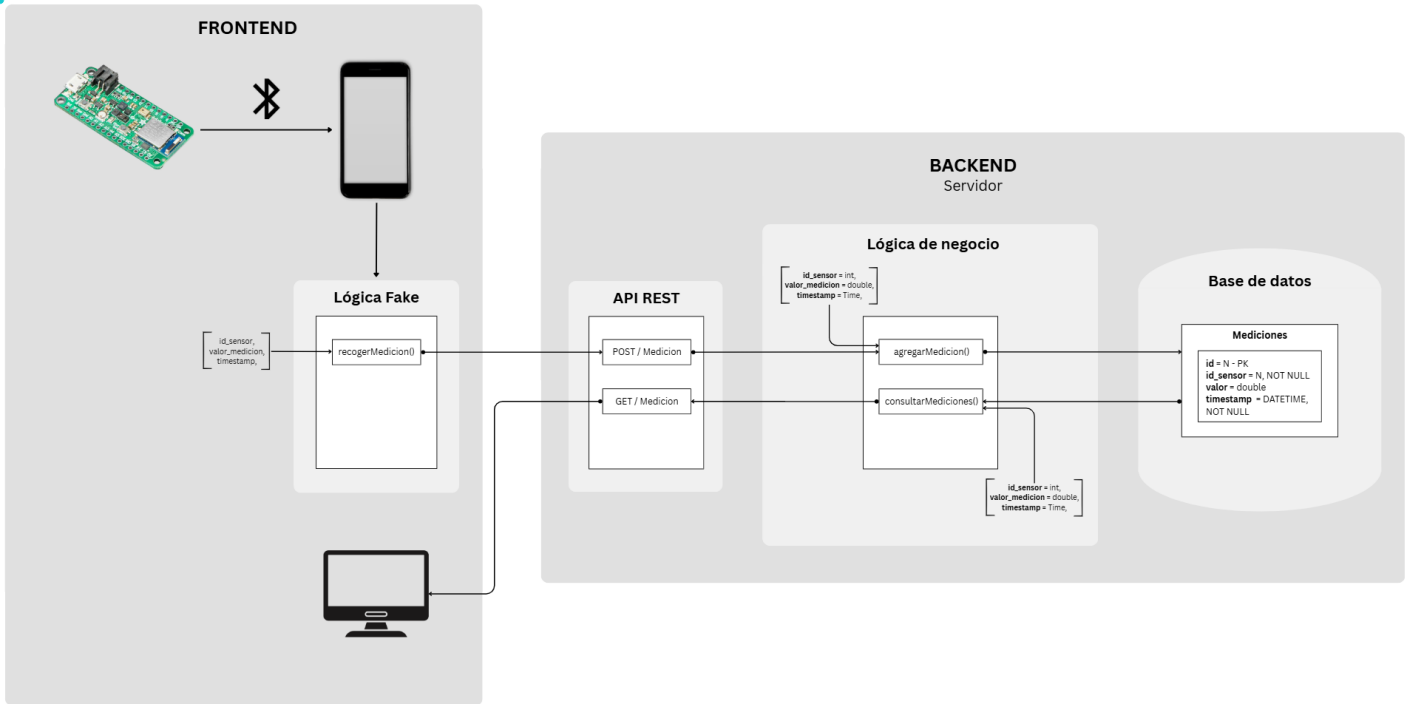 FRONTEND
BACKEND
Servidor
Lógica Fake
id_sensor,
valor_medicion,
timestamp,
recogerMedicion()
API REST
POST / Medicion
GET / Medicion
Lógica de negocio
id_sensor = int,
valor_medicion = double,
timestamp = Time,
agregarMedicion()
consultarMediciones()
id_sensor = int,
valor_medicion = double,
timestamp = Time,
Base de datos
Mediciones
id = N - PK
id_sensor = N, NOT NULL
valor = double
timestamp = DATETIME,
NOT NULL